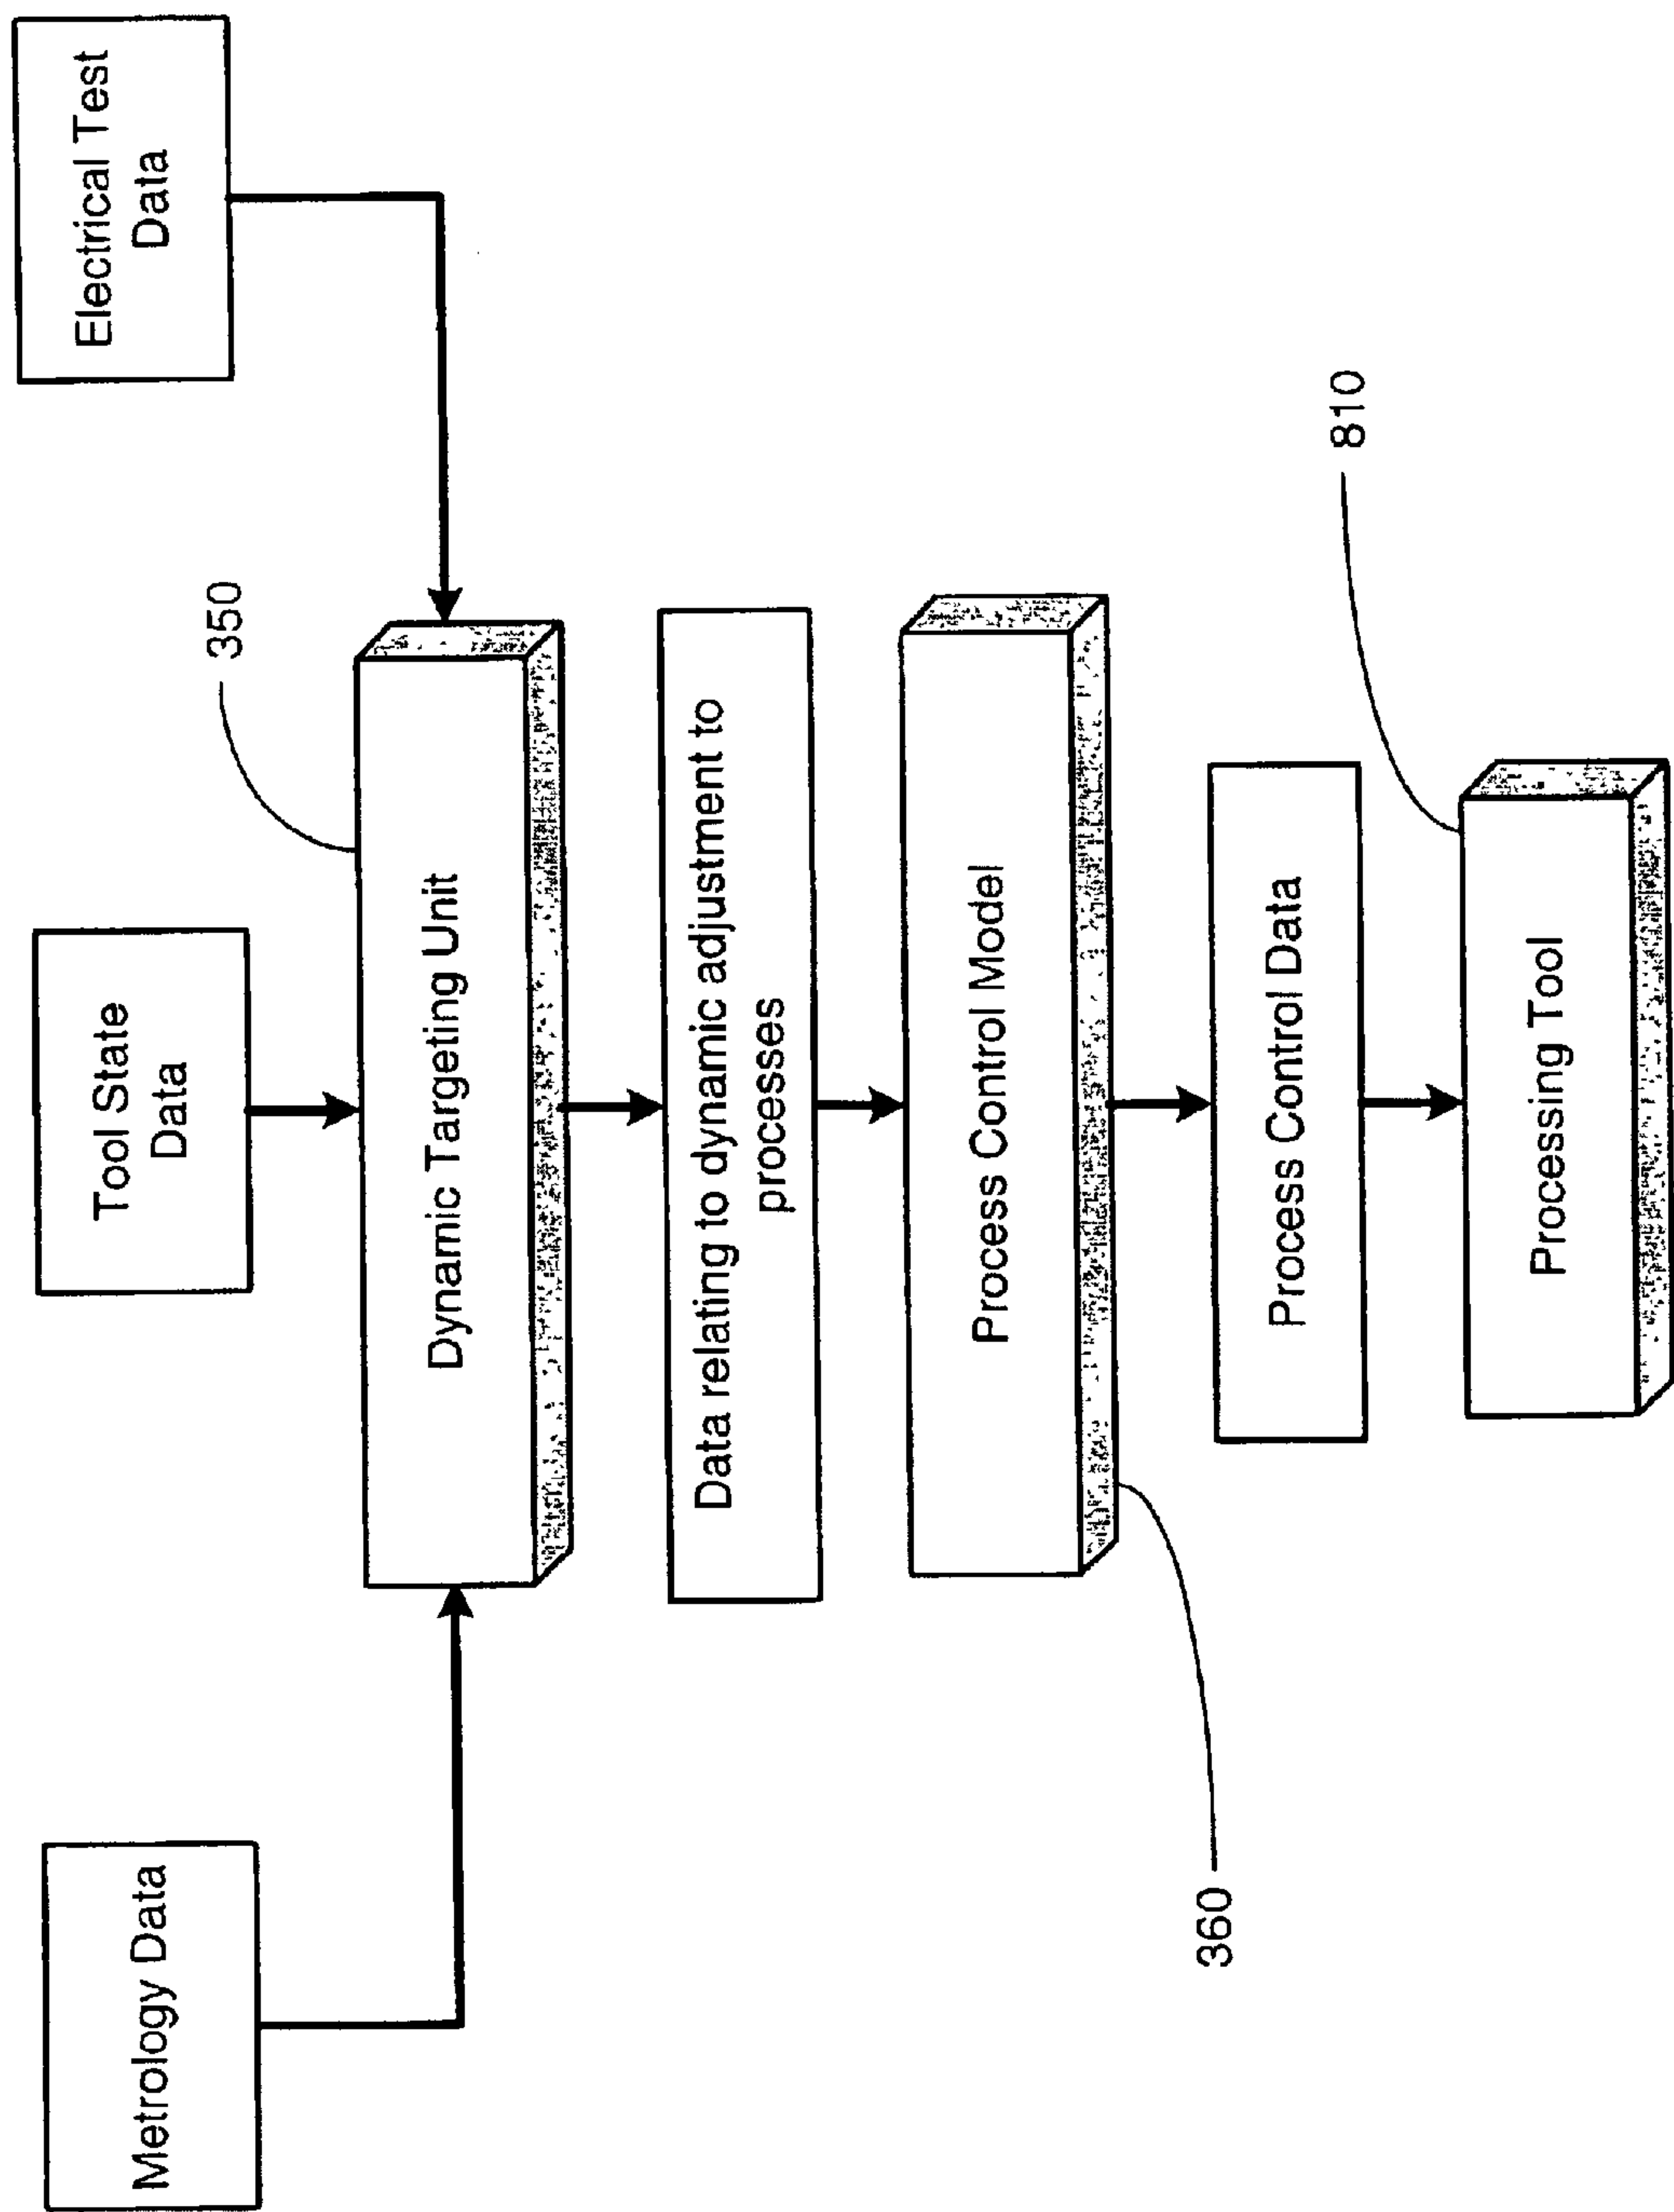 Metrology Data
Tool State
Data
Electrical Test
Data
350
Dynamic Targeting Unit
Data relating to dynamic adjustment to
processes
Process Control Model
360
Process Control Data
810
Processing Tool